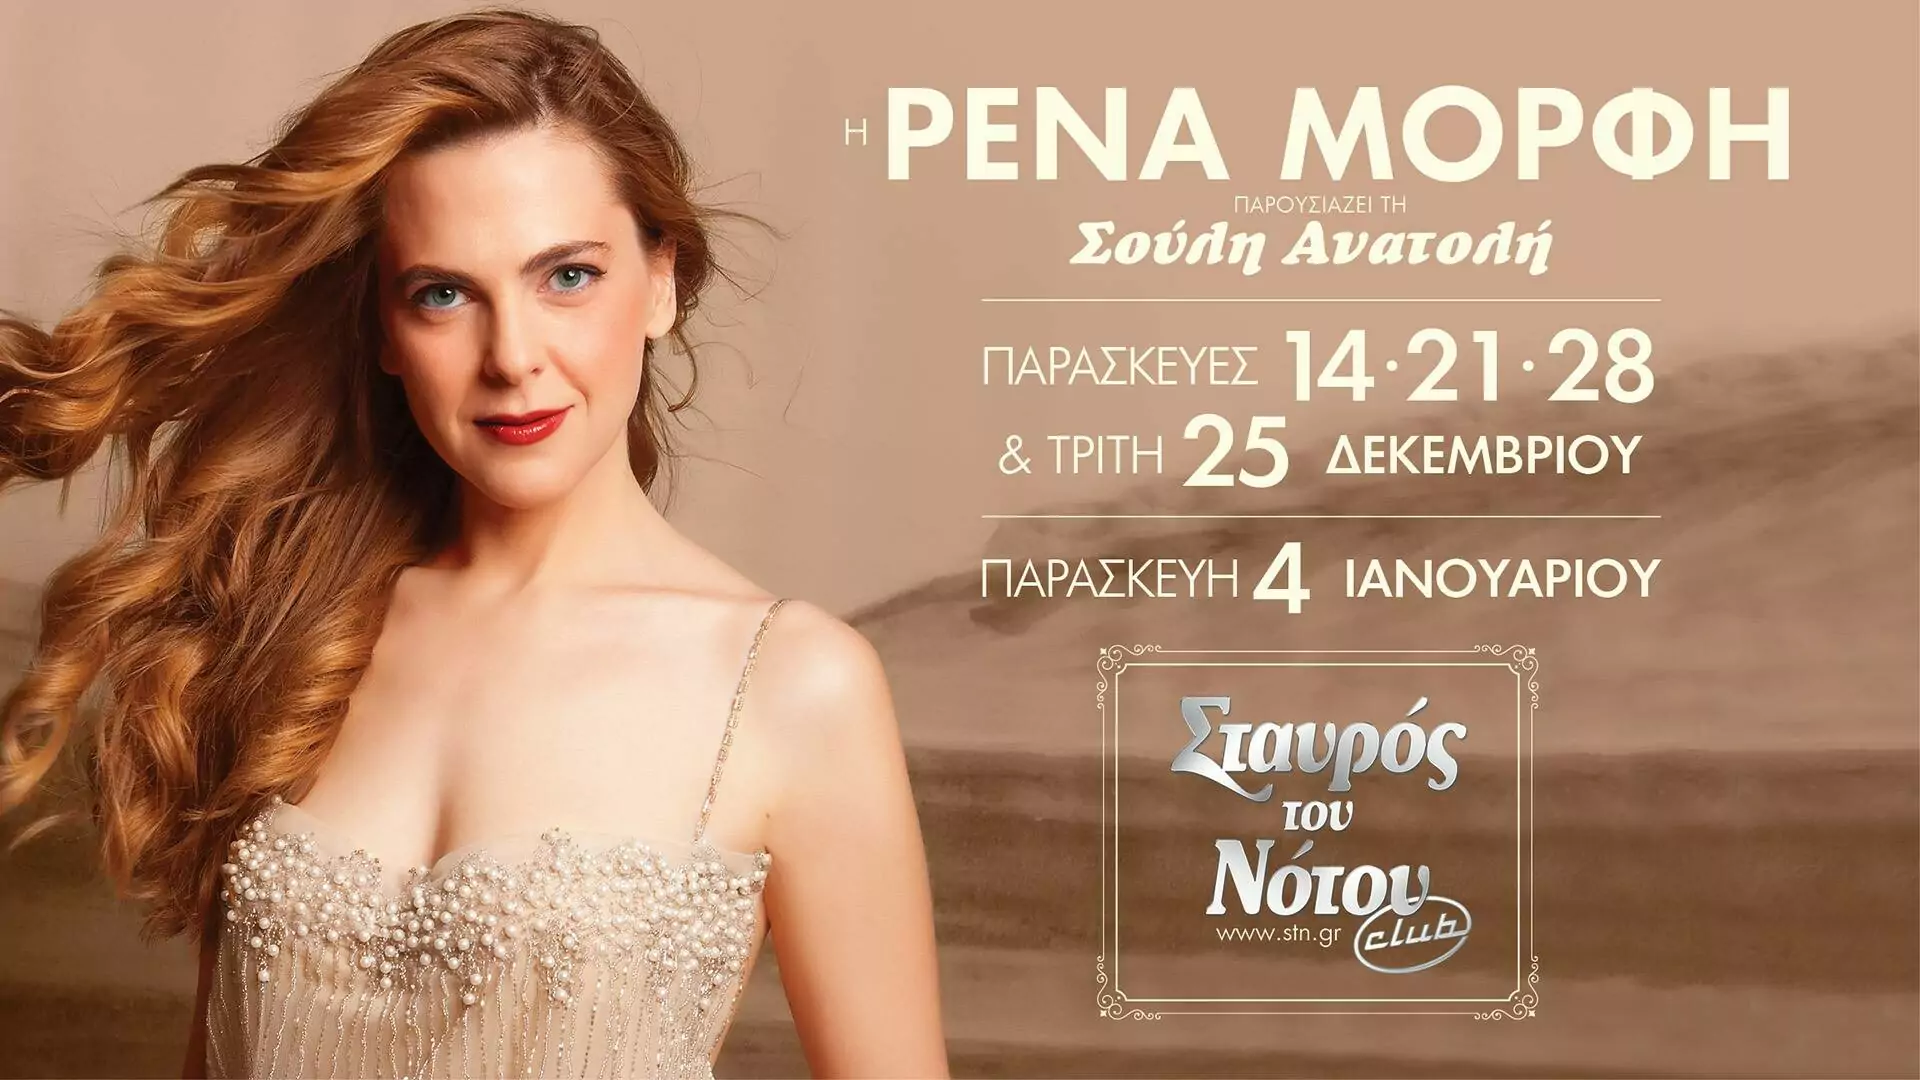 Η ΡΕΝΑ ΜΟΡΦΗ
ΠΑΡΟΥΣΙΑΖΕΙ ΤΗ
Σούλη Ανατολή
ΠΑΡΑΣΚΕΥΕΣ 14·21·28
& ΤΡΙΤΗ 25 ΔΕΚΕΜΒΡΙΟΥ
ΠΑΡΑΣΚΕΥΗ 4 ΙΑΝΟΥΑΡΙΟΥ
Σταυρός
του
Νότου
www.stn.gr club